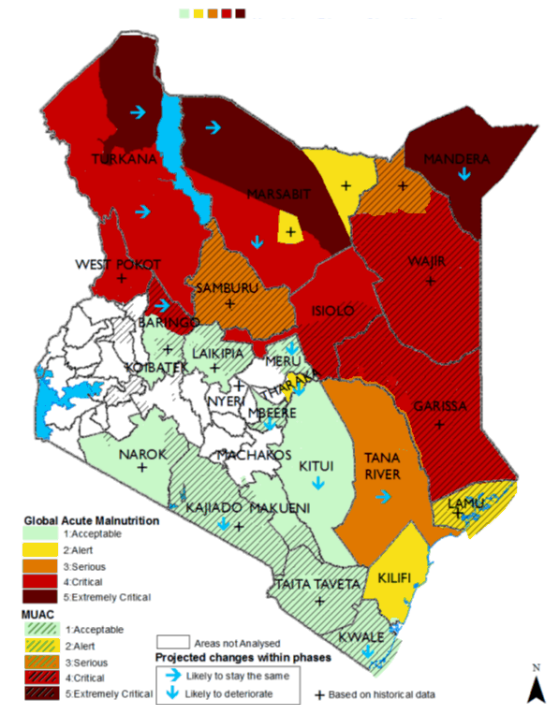 TURKANA
MANDERA
MARSABIT
WEST POKOT
WAJIR
SAMBURU
ISIOLO
BARINGO
LAIKIPIA
MERU
KOIBATEK
THARAKA
NYERI
MBEERE
GARISSA
NAROK
MACHAKOS
KITUI
TANA
RIVER
LAMU
KAJIADO
MAKUENI
TAITA TAVETA
KILIFI
KWALE
Global Acute Malnutrition
1:Acceptable
2:Alert
3:Serious
4:Critical
5:Extremely Critical
MUAC
1:Acceptable
2:Alert
3:Serious
4:Critical
5:Extremely Critical
Areas not Analysed
Projected changes within phases
Likely to stay the same
Likely to deteriorate
Based on historical data
N